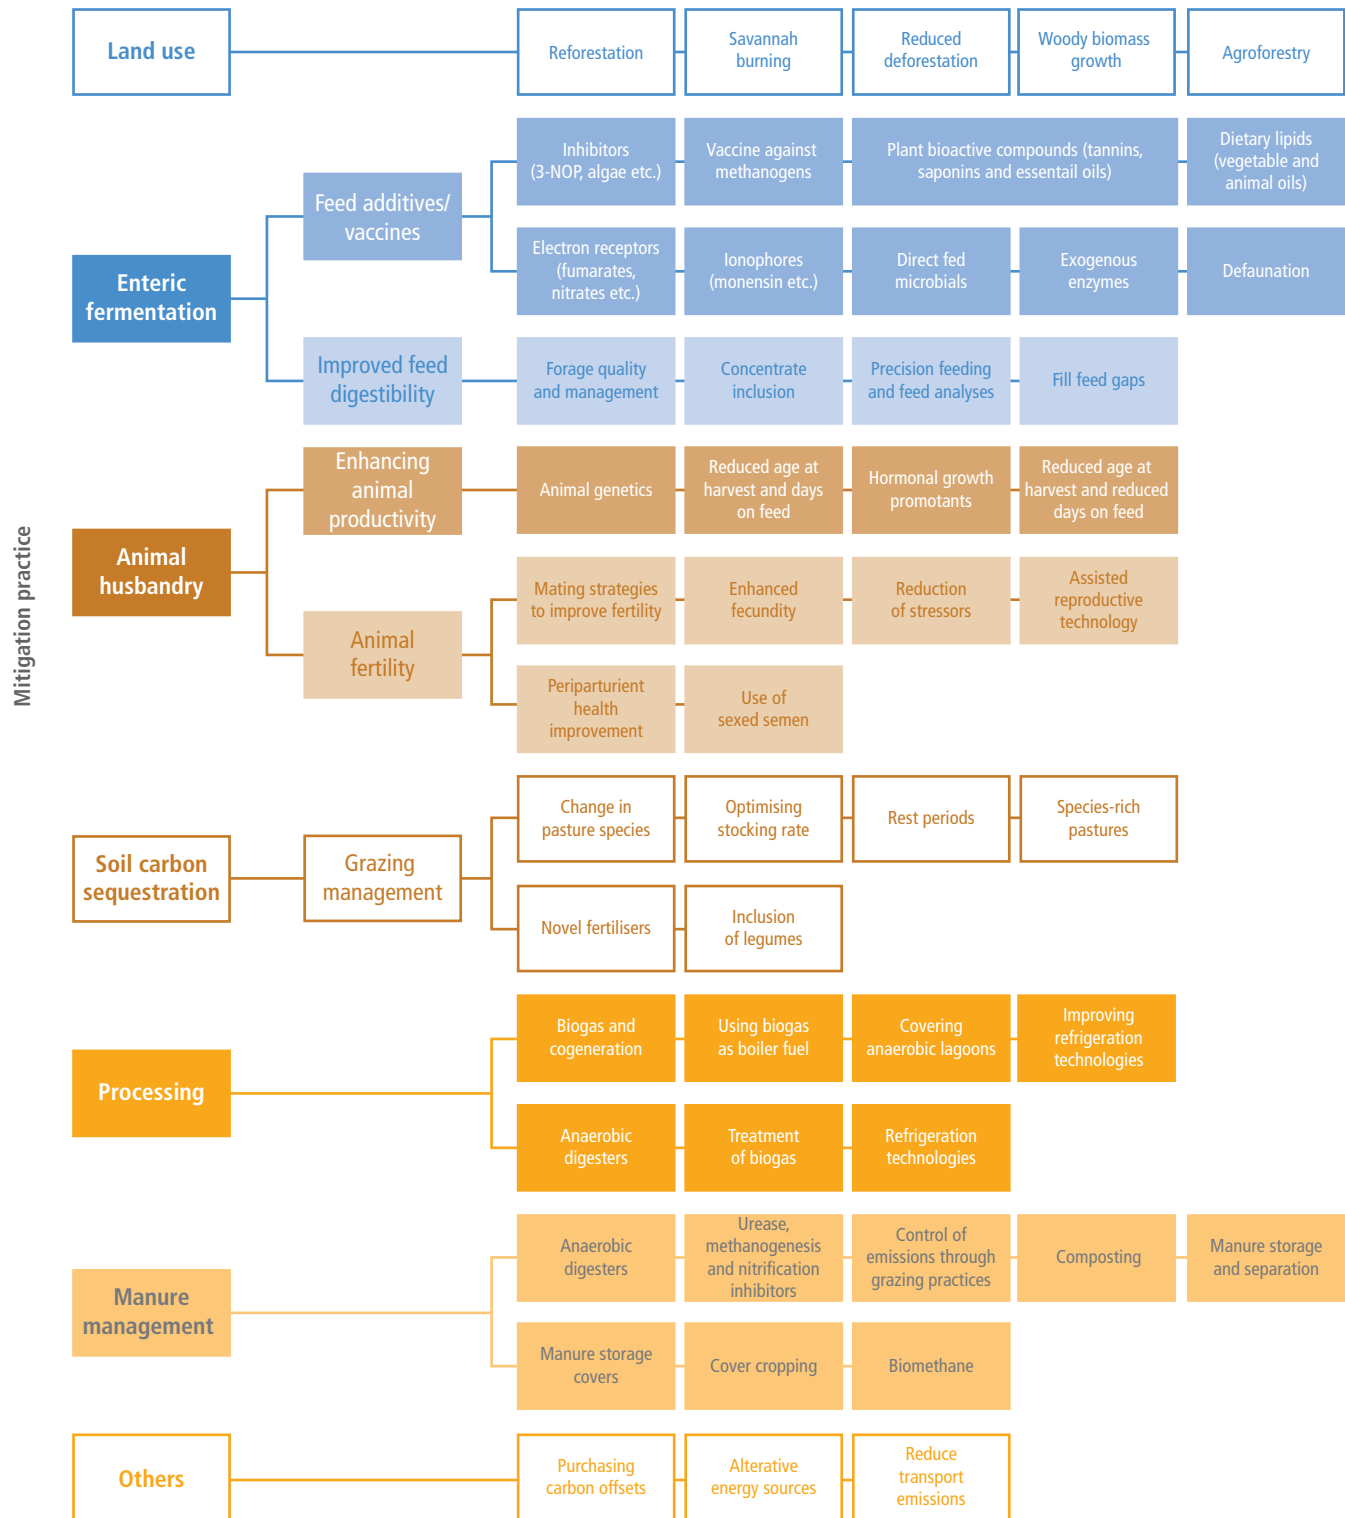 Mitigation practice
Land use
Reforestation
Savannah
burning
Reduced
deforestation
Woody biomass
growth
Agroforestry
Enteric
fermentation
Feed additives/
vaccines
Inhibitors
(3-NOP, algae etc.)
Vaccine against
methanogens
Plant bioactive compounds (tannins,
saponins and essentail oils)
Dietary lipids
(vegetable and
animal oils)
Electron receptors
(fumarates,
nitrates etc.)
Ionophores
(monensin etc.)
Direct fed
microbials
Exogenous
enzymes
Defaunation
Improved feed
digestibility
Forage quality
and management
Concentrate
inclusion
Precision feeding
and feed analyses
Fill feed gaps
Animal
husbandry
Enhancing
animal
productivity
Animal genetics
Reduced age at
harvest and days
on feed
Hormonal growth
promotants
Reduced age at
harvest and reduced
days on feed
Animal
fertility
Mating strategies
to improve fertility
Enhanced
fecundity
Reduction
of stressors
Assisted
reproductive
technology
Periparturient
health
improvement
Use of
sexed semen
Soil carbon
sequestration
Grazing
management
Change in
pasture species
Optimising
stocking rate
Rest periods
Species-rich
pastures
Novel fertilisers
Inclusion
of legumes
Processing
Biogas and
cogeneration
Using biogas
as boiler fuel
Covering
anaerobic lagoons
Improving
refrigeration
technologies
Anaerobic
digesters
Treatment
of biogas
Refrigeration
technologies
Manure
management
Anaerobic
digesters
Urease,
methanogenesis
and nitrification
inhibitors
Control of
emissions through
grazing practices
Composting
Manure storage
and separation
Manure storage
covers
Cover cropping
Biomethane
Others
Purchasing
carbon offsets
Alterative
energy sources
Reduce
transport
emissions